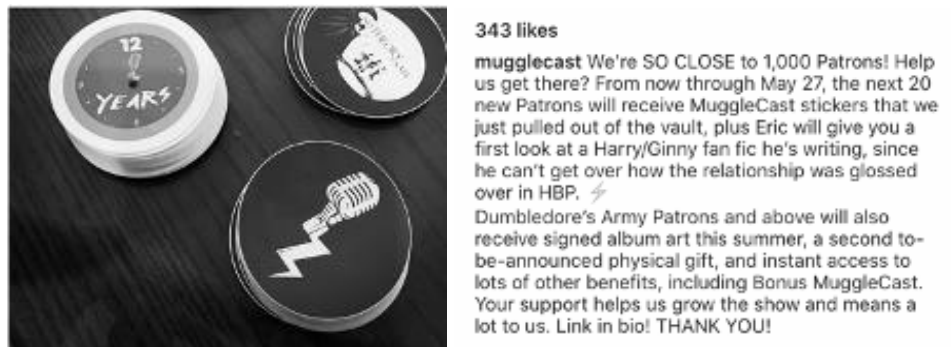 12
YEARS
343 likes
mugglecast We're SO CLOSE to 1,000 Patrons! Help
us get there? From now through May 27, the next 20
new Patrons will receive MuggleCast stickers that we
just pulled out of the vault, plus Eric will give you a
first look at a Harry/Ginny fan fic he's writing, since
he can't get over how the relationship was glossed
over in HBP. ⚡
Dumbledore's Army Patrons and above will also
receive signed album art this summer, a second to-
be-announced physical gift, and instant access to
lots of other benefits, including Bonus MuggleCast.
Your support helps us grow the show and means a
lot to us. Link in bio! THANK YOU!